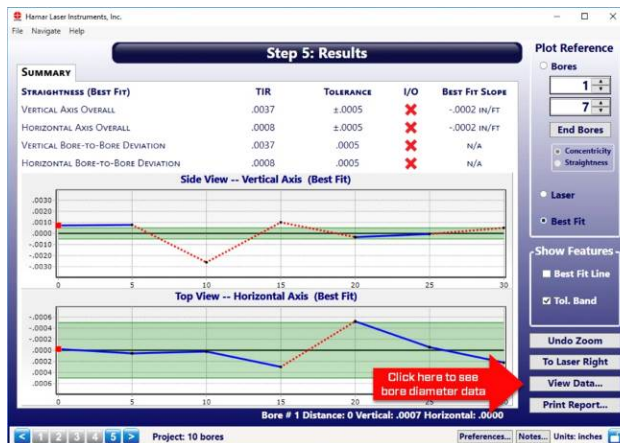 Hamar Laser Instruments, Inc.
File Navigate Help
Step 5: Results
SUMMARY
STRAIGHTNESS (BEST FIT) TIR TOLERANCE I/O BEST FIT SLOPE
VERTICAL AXIS OVERALL .0037 ±.0005 -.0002 IN/FT
HORIZONTAL AXIS OVERALL .0008 ±.0005 -.0002 IN/FT
VERTICAL BORE-TO-BORE DEVIATION .0037 .0005 N/A
HORIZONTAL BORE-TO-BORE DEVIATION .0008 .0005 N/A
Side View -- Vertical Axis (Best Fit)
.0030
.0020
.0010
.0000
-.0010
-.0020
-.0030
0 5 10 15 20 25 30
Top View -- Horizontal Axis (Best Fit)
-.0006
-.0004
-.0002
.0000
.0002
.0004
.0006
0 5 10 15 20 25 30
Click here to see
bore diameter data
Bore # 1 Distance: 0 Vertical: .0007 Horizontal: .0000
Plot Reference
Bores
1
7
End Bores
Concentricity
Straightness
Laser
Best Fit
Show Features
Best Fit Line
Tol. Band
Undo Zoom
To Laser Right
View Data...
Print Report...
< 1 2 3 4 5 > Project: 10 bores Preferences... Notes... Units: inches